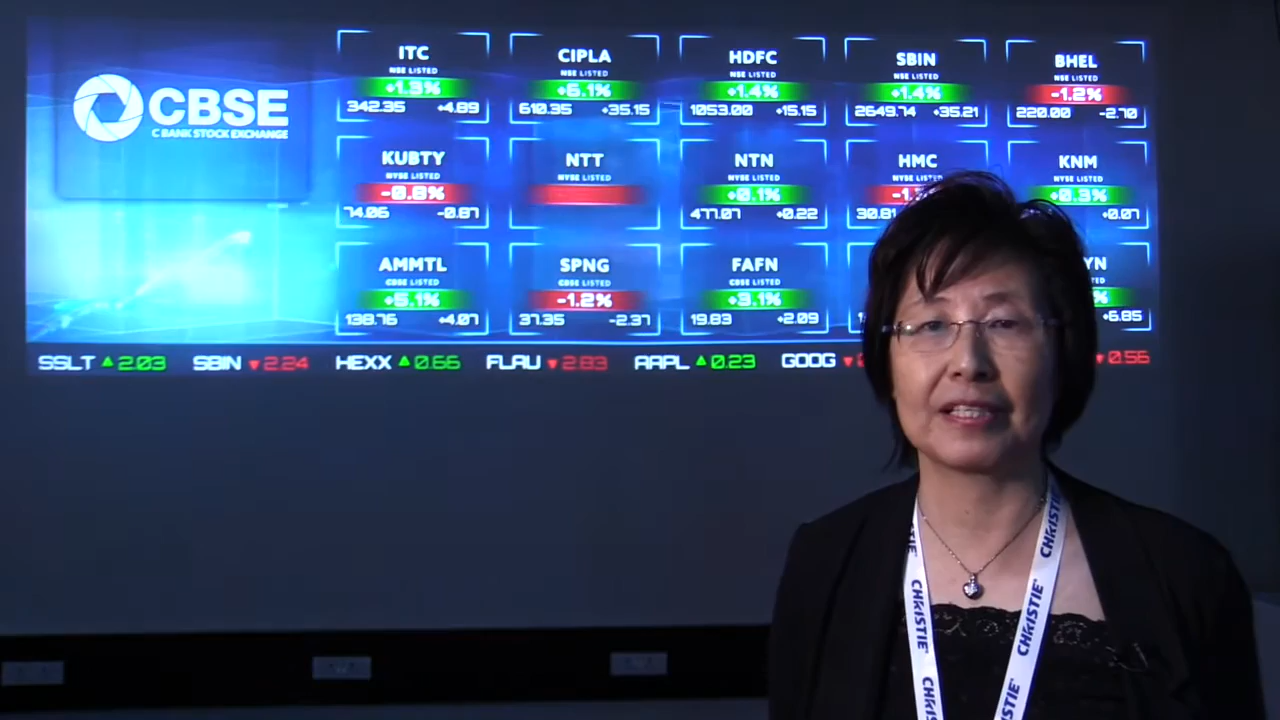 CBSE
C BANK STOCK EXCHANGE
ITC
NSE LISTED
+1.3%
342.35 +4.89
CIPLA
NSE LISTED
+6.1%
610.35 +35.15
HDFC
NSE LISTED
+1.4%
1053.00 +15.15
SBIN
NSE LISTED
+1.4%
2649.74 +35.21
BHEL
NSE LISTED
-1.2%
220.00 -2.70
KUBTY
NYSE LISTED
-0.8%
74.06 -0.87
NTT
NYSE LISTED
NTN
NYSE LISTED
+0.1%
477.07 +0.22
HMC
NYSE LISTED
30.81
KNM
NYSE LISTED
+0.3%
+0.07
AMMTL
CBSE LISTED
+5.1%
138.76 +4.07
SPNG
CBSE LISTED
-1.2%
37.35 -2.37
FAFN
CBSE LISTED
+3.1%
19.83 +2.09
YN
%
+6.85
SSLT ▲2.03 SBIN ▼2.24 HEXX ▲0.66 FLAU ▼2.83 AAPL ▲0.23 GOOG ▼ ▼0.56
CHRISTIE
CHRISTIE
CHRISTIE
CHRISTIE
CHRISTIE